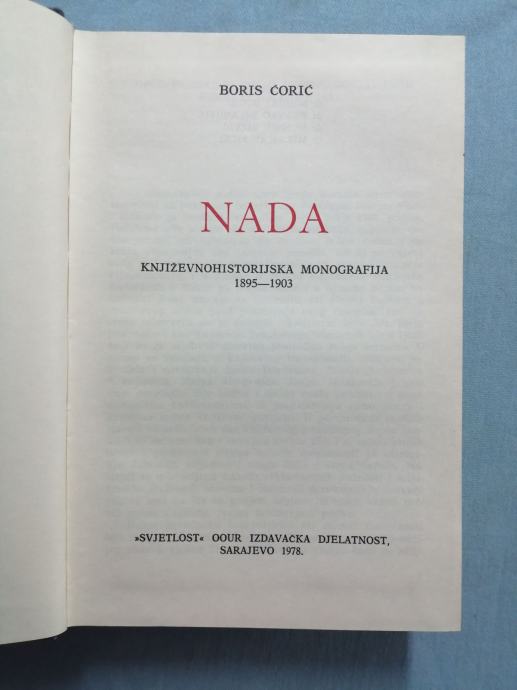 BORIS ĆORIĆ
NADA
KNJIŽEVNOHISTORIJSKA MONOGRAFIJA
1895—1903
»SVJETLOST« OOUR IZDAVAČKA DJELATNOST,
SARAJEVO 1978.